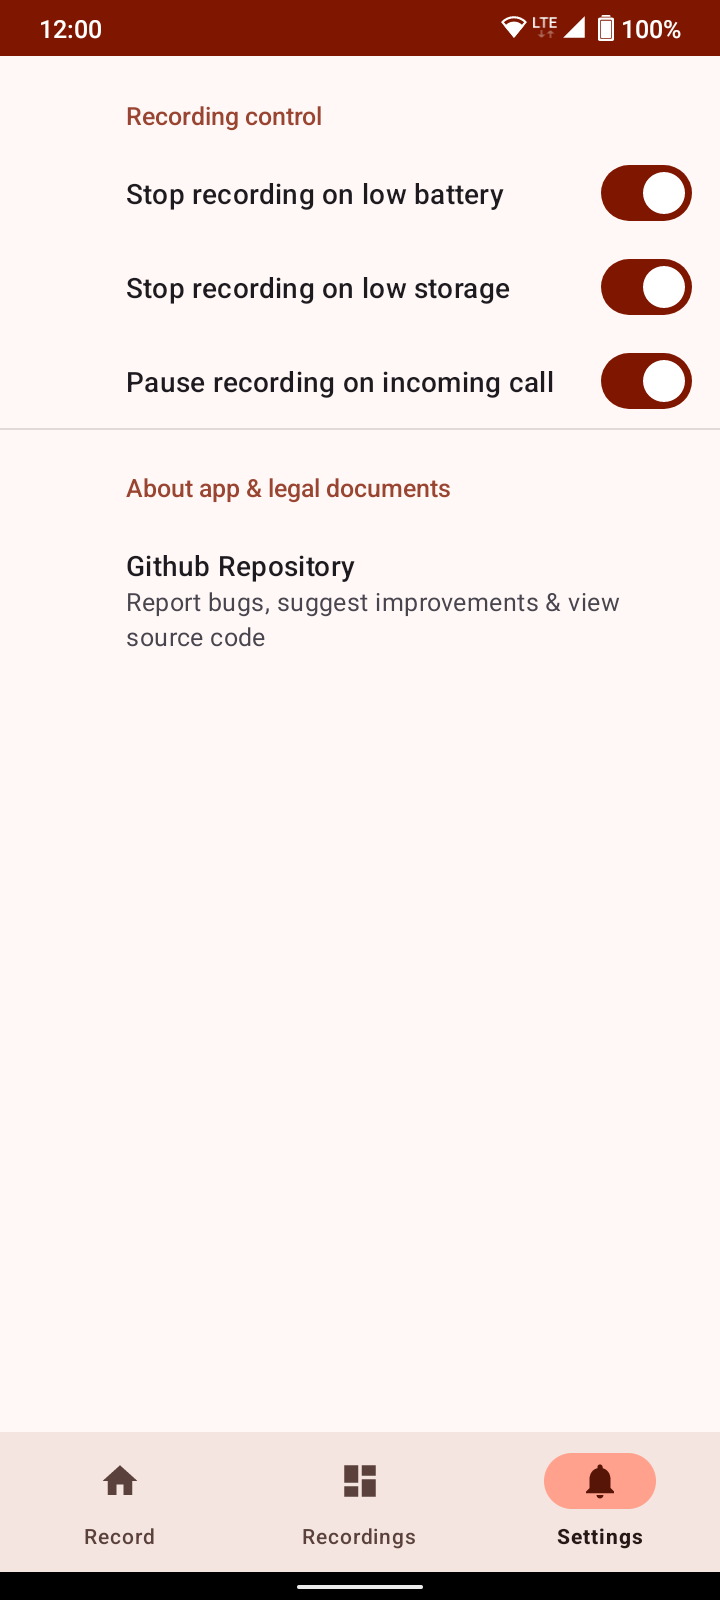 12:00
LTE
100%
Recording control
Stop recording on low battery
Stop recording on low storage
Pause recording on incoming call
About app & legal documents
Github Repository
Report bugs, suggest improvements & view
source code
Record
Recordings
Settings